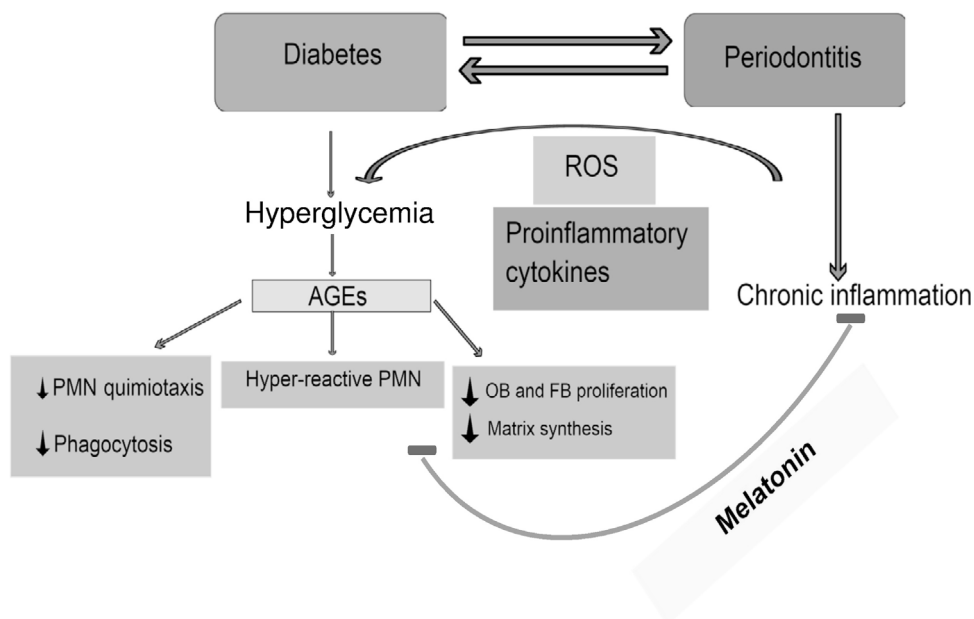 Diabetes
Periodontitis
ROS
Hyperglycemia
Proinflammatory
cytokines
AGEs
Chronic inflammation
PMN quimiotaxis
Phagocytosis
Hyper-reactive PMN
OB and FB proliferation
Matrix synthesis
Melatonin